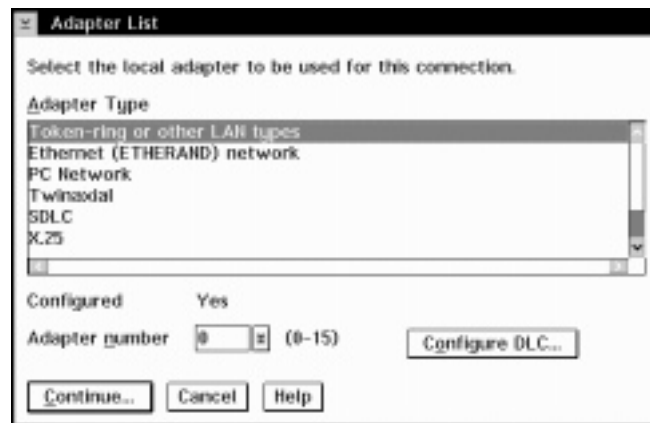 Adapter List
Select the local adapter to be used for this connection.
Adapter Type
Token-ring or other LAN types
Ethernet (ETHERAND) network
PC Network
Twinaxial
SDLC
X.25
Configured Yes
Adapter number 0 (0-15)
Configure DLC...
Continue... Cancel Help